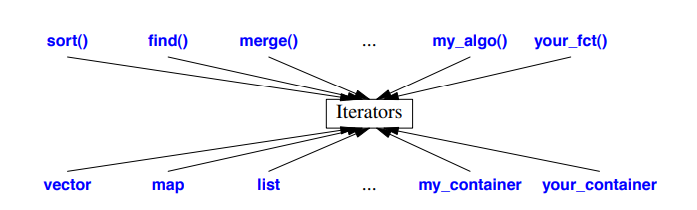 sort() find() merge() ... my_algo() your_fct()
Iterators
vector map list ... my_container your_container